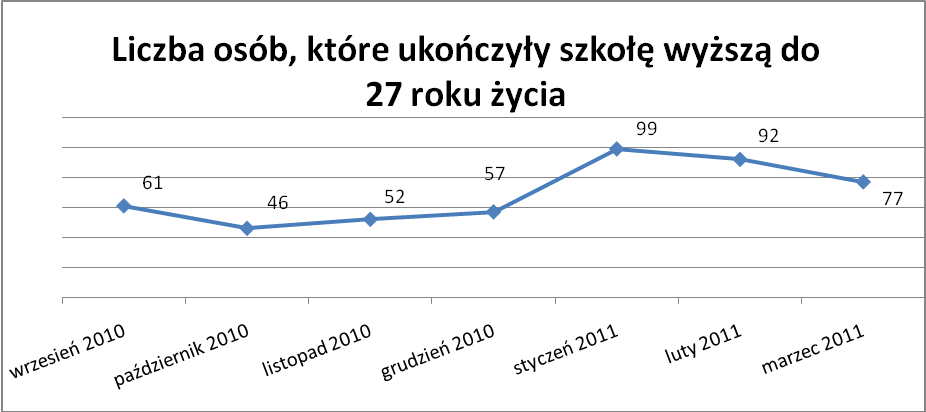 Liczba osób, które ukończyły szkołę wyższą do
27 roku życia
61
46
52
57
99
92
77
wrzesień 2010
październik 2010
listopad 2010
grudzień 2010
styczeń 2011
luty 2011
marzec 2011